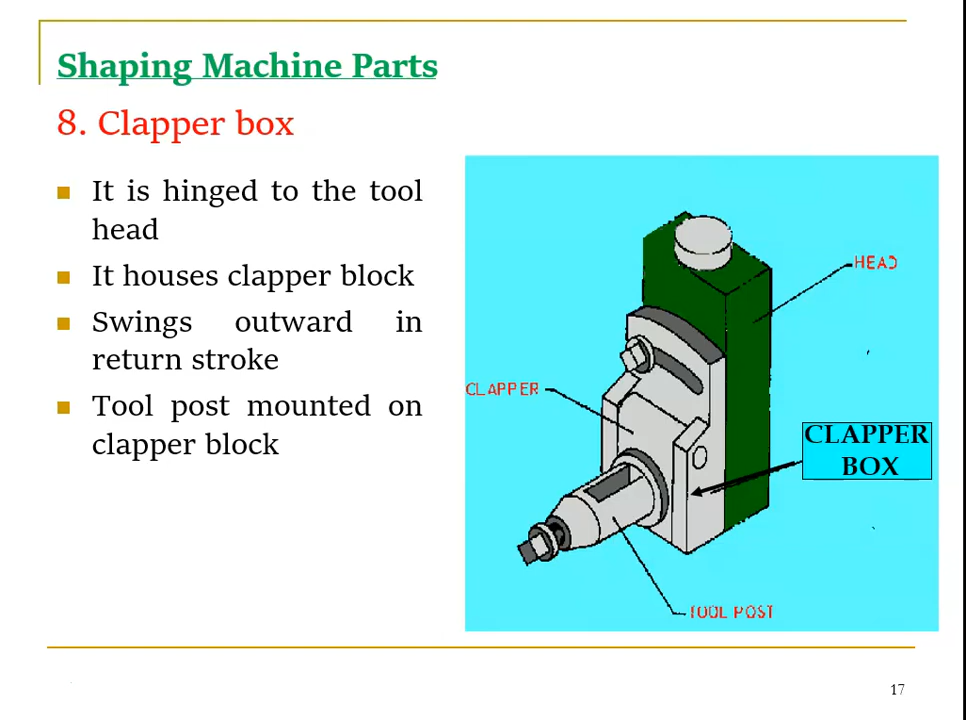 Shaping Machine Parts
8. Clapper box
It is hinged to the tool
head
It houses clapper block
Swings outward in
return stroke
Tool post mounted on
clapper block
HEAD
CLAPPER
CLAPPER
BOX
TOOL POST
17